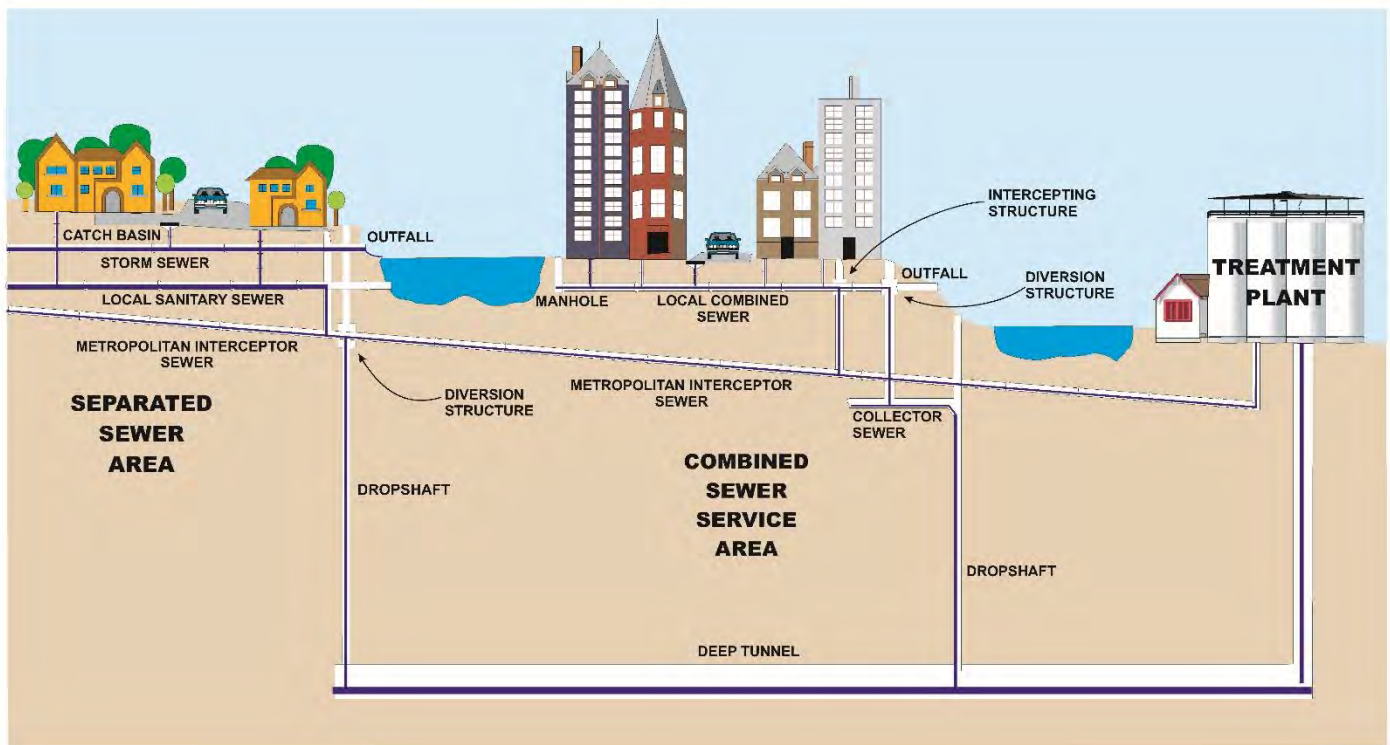 CATCH BASIN
STORM SEWER
OUTFALL
LOCAL SANITARY SEWER
METROPOLITAN INTERCEPTOR
SEWER
SEPARATED
SEWER
AREA
DIVERSION
STRUCTURE
DROPSHAFT
MANHOLE
LOCAL COMBINED
SEWER
INTERCEPTING
STRUCTURE
OUTFALL
DIVERSION
STRUCTURE
METROPOLITAN INTERCEPTOR
SEWER
COLLECTOR
SEWER
COMBINED
SEWER
SERVICE
AREA
DROPSHAFT
DEEP TUNNEL
TREATMENT
PLANT